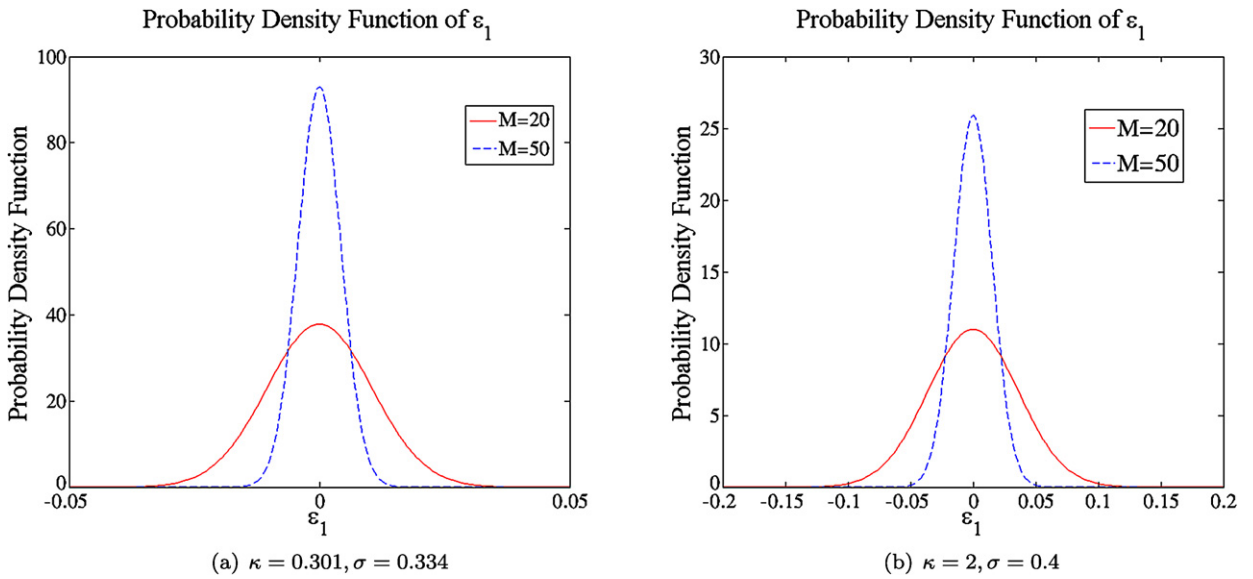 Probability Density Function of ε1
Probability Density Function
100
80
60
40
20
0
-0.05
0
0.05
ε1
M=20
M=50
(a) κ = 0.301, σ = 0.334
Probability Density Function of ε1
Probability Density Function
30
25
20
15
10
5
0
-0.2
-0.15
-0.1
-0.05
0
0.05
0.1
0.15
0.2
ε1
M=20
M=50
(b) κ = 2, σ = 0.4